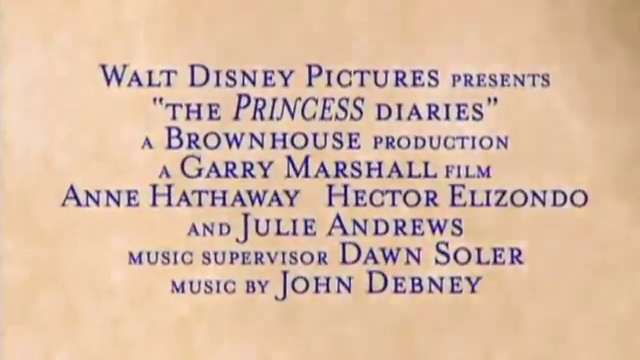 WALT DISNEY PICTURES PRESENTS
"THE PRINCESS DIARIES"
A BROWNHOUSE PRODUCTION
A GARRY MARSHALL FILM
ANNE HATHAWAY HECTOR ELIZONDO
AND JULIE ANDREWS
MUSIC SUPERVISOR DAWN SOLER
MUSIC BY JOHN DEBNEY